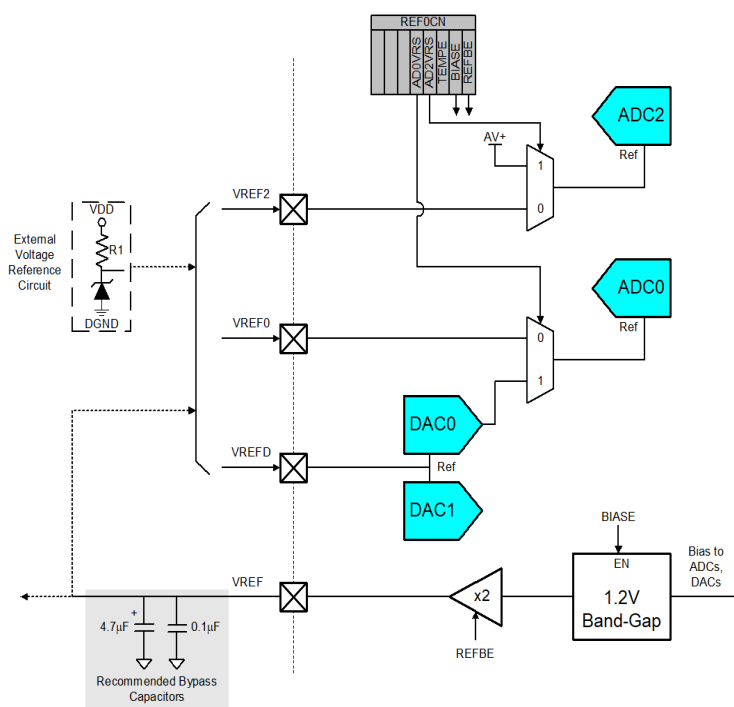 REF0CN
AD0VRS
AD2VRS
TEMPE
BIASE
REFBE
ADC2
AV+
Ref
1
0
VREF2
VDD
R1
DGND
External
Voltage
Reference
Circuit
ADC0
Ref
VREF0
0
1
DAC0
VREFD
Ref
DAC1
BIASE
EN
1.2V
Band-Gap
Bias to
ADCs,
DACs
VREF
x2
REFBE
+
4.7µF
0.1µF
Recommended Bypass
Capacitors